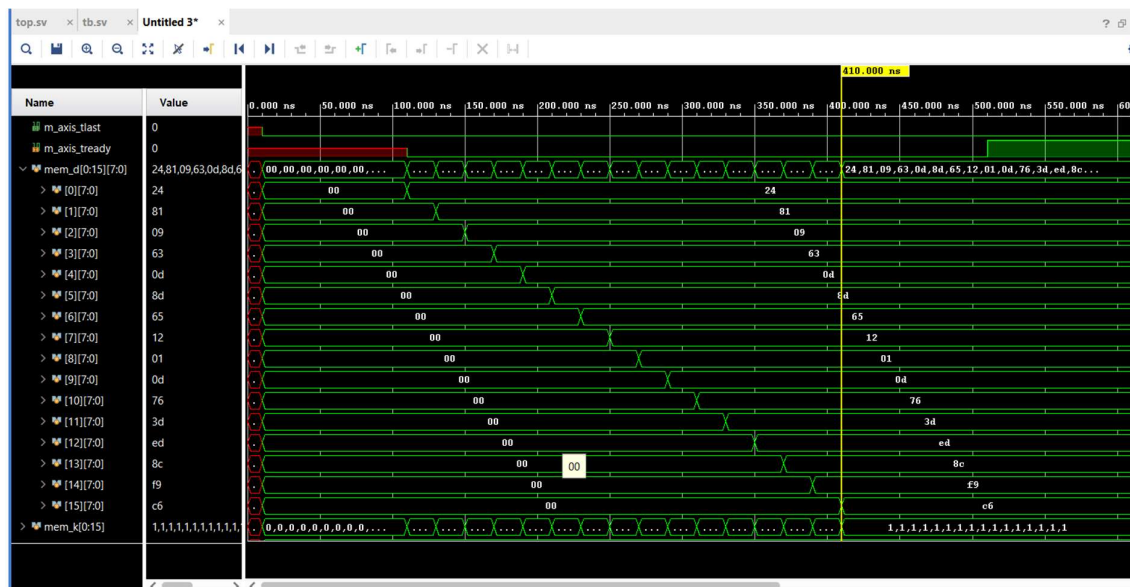 top.sv × tb.sv × Untitled 3* × ?
410.000 ns
Name Value 0.000 ns 50.000 ns 100.000 ns 150.000 ns 200.000 ns 250.000 ns 300.000 ns 350.000 ns 400.000 ns 450.000 ns 500.000 ns 550.000 ns 60
m_axis_tlast 0
m_axis_tready 0
mem_d[0:15][7:0] 24,81,09,63,0d,8d,6 00,00,00,00,00,00,... ... ... ... ... ... ... ... ... ... ... ... ... ... ... ... 24,81,09,63,0d,8d,65,12,01,0d,76,3d,ed,8c...
[0][7:0] 24 . 00 24
[1][7:0] 81 . 00 81
[2][7:0] 09 . 00 09
[3][7:0] 63 . 00 63
[4][7:0] 0d . 00 0d
[5][7:0] 8d . 00 8d
[6][7:0] 65 . 00 65
[7][7:0] 12 . 00 12
[8][7:0] 01 . 00 01
[9][7:0] 0d . 00 0d
[10][7:0] 76 . 00 76
[11][7:0] 3d . 00 3d
[12][7:0] ed . 00 ed
[13][7:0] 8c . 00 00 8c
[14][7:0] f9 . 00 f9
[15][7:0] c6 . 00 c6
mem_k[0:15] 1,1,1,1,1,1,1,1,1,1,1, 0,0,0,0,0,0,0,0,0,... ... ... ... ... ... ... ... ... ... ... ... ... ... ... ... 1,1,1,1,1,1,1,1,1,1,1,1,1,1,1,1